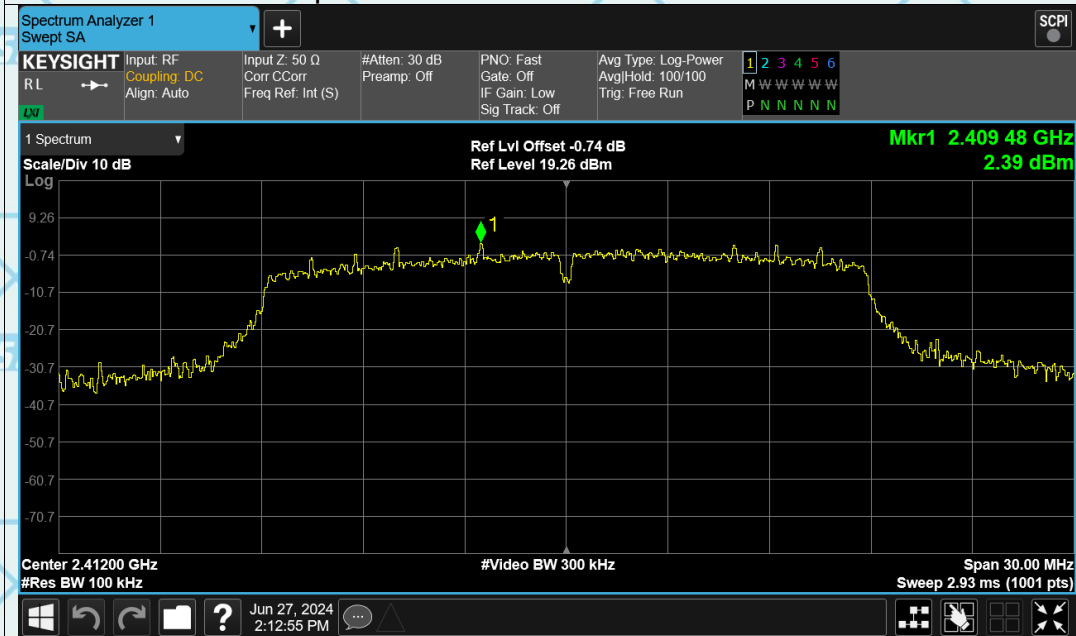 Spectrum Analyzer 1
Swept SA
+
SCPI
KEYSIGHT
RL
LXI
Input: RF
Coupling: DC
Align: Auto
Input Z: 50 Ω
Corr CCorr
Freq Ref: Int (S)
#Atten: 30 dB
Preamp: Off
PNO: Fast
Gate: Off
IF Gain: Low
Sig Track: Off
Avg Type: Log-Power
Avg|Hold: 100/100
Trig: Free Run
1 2 3 4 5 6
M W W W W W
P N N N N N
1 Spectrum
Scale/Div 10 dB
Log
Ref Lvl Offset -0.74 dB
Ref Level 19.26 dBm
Mkr1 2.409 48 GHz
2.39 dBm
1
9.26
-0.74
-10.7
-20.7
-30.7
-40.7
-50.7
-60.7
-70.7
Center 2.41200 GHz
#Res BW 100 kHz
#Video BW 300 kHz
Span 30.00 MHz
Sweep 2.93 ms (1001 pts)
?
Jun 27, 2024
2:12:55 PM